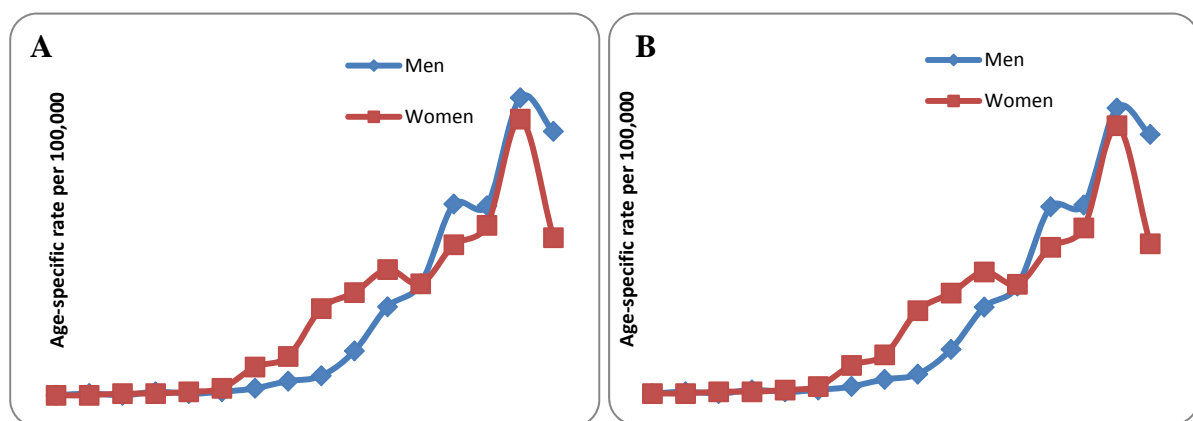 A
Men
Women
Age-specific rate per 100,000
B
Men
Women
Age-specific rate per 100,000